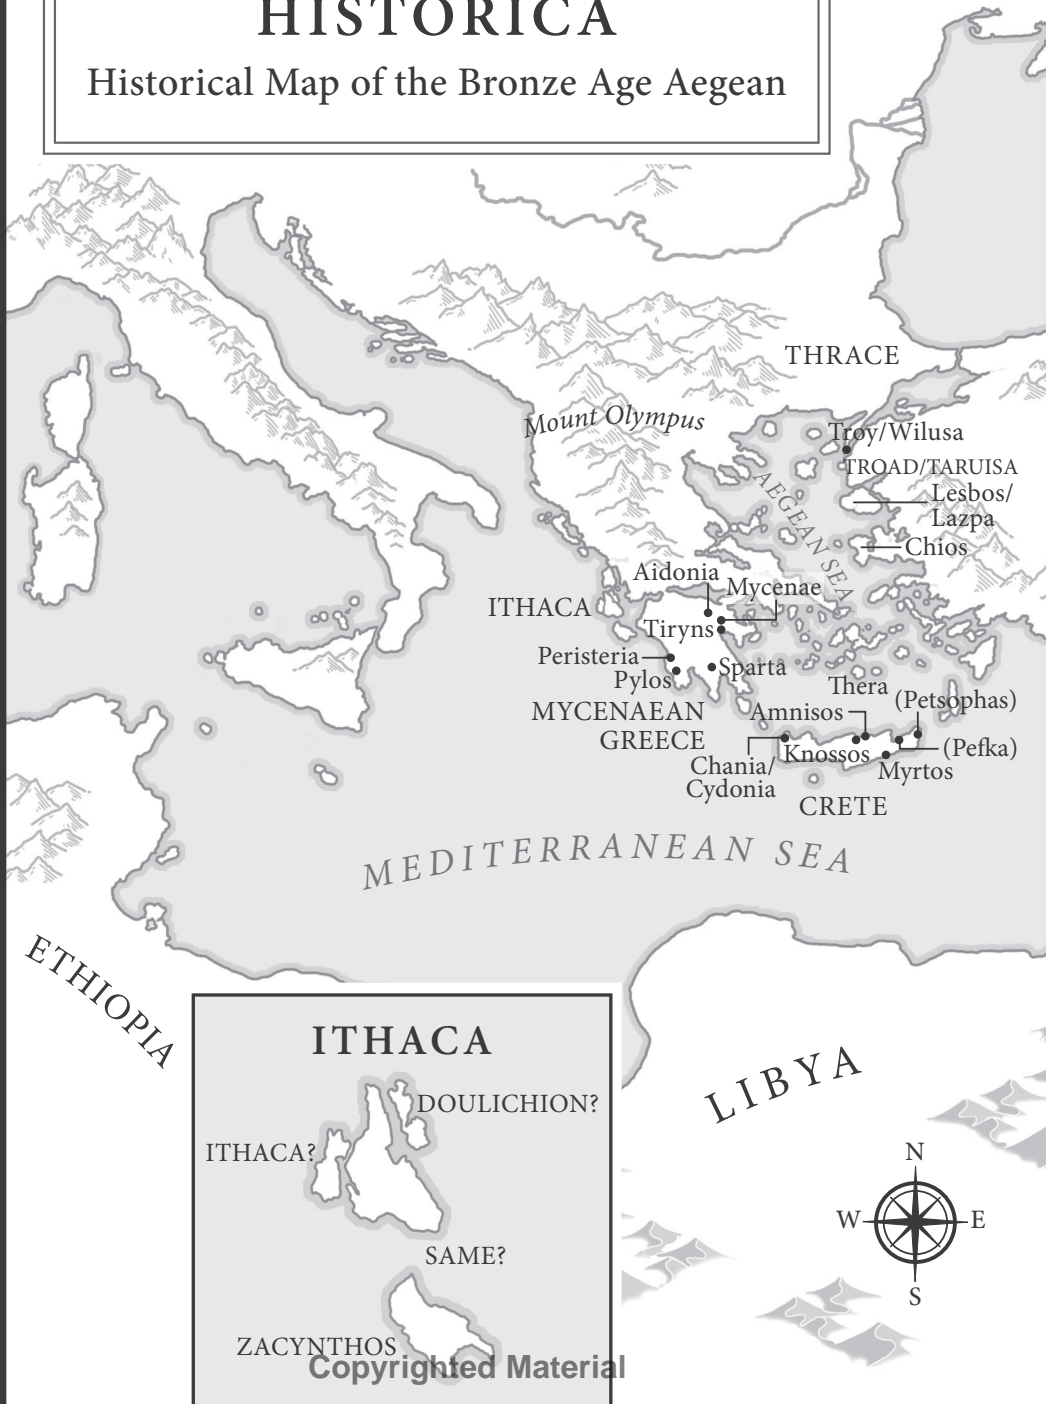 HISTORICA
Historical Map of the Bronze Age Aegean
THRACE
Mount Olympus
Troy/Wilusa
TROAD/TARUISA
Lesbos/
Lazpa
AEGEAN SEA
Chios
Aidonia
Mycenae
ITHACA
Tiryns
Peristeria
Sparta
Pylos
Thera
(Petsophas)
MYCENAEAN
GREECE
Amnisos
Knossos
(Pefka)
Chania/
Cydonia
Myrtos
CRETE
MEDITERRANEAN SEA
ETHIOPIA
LIBYA
ITHACA
DOULICHION?
ITHACA?
SAME?
ZACYNTHOS
N
W
E
S
Copyrighted Material